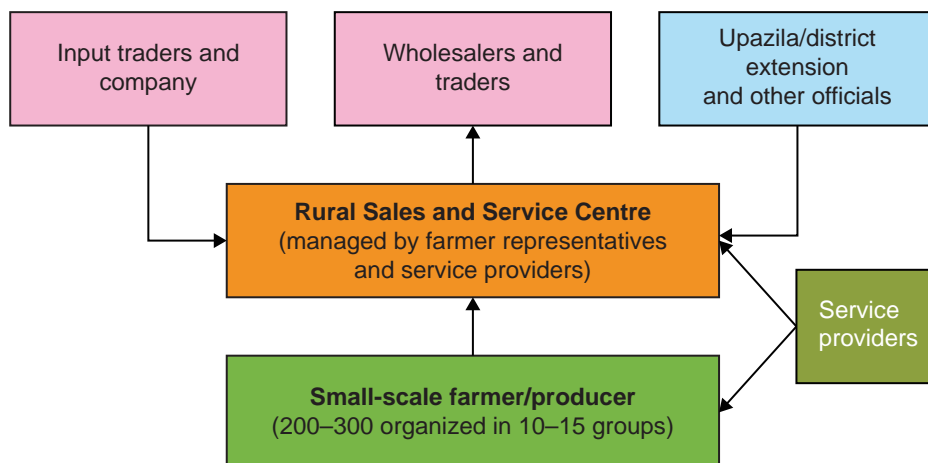 Input traders and
company
Wholesalers and
traders
Upazila/district
extension
and other officials
Rural Sales and Service Centre
(managed by farmer representatives
and service providers)
Service
providers
Small-scale farmer/producer
(200–300 organized in 10–15 groups)